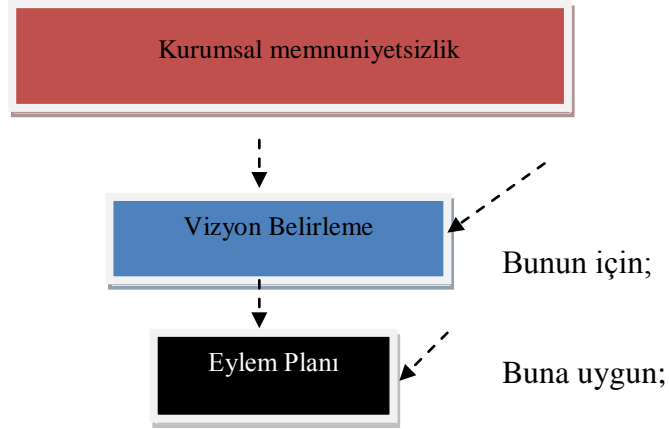 Kurumsal memnuniyetsizlik
Vizyon Belirleme
Bunun için;
Eylem Planı
Buna uygun;